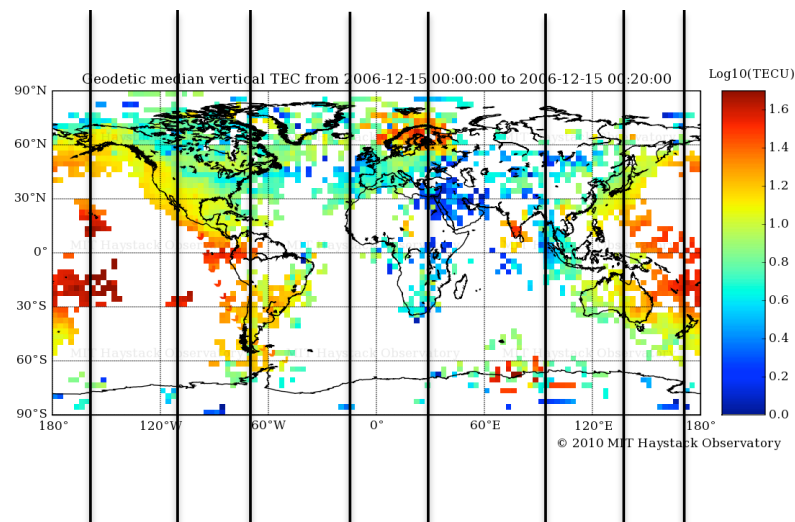 Geodetic median vertical TEC from 2006-12-15 00:00:00 to 2006-12-15 00:20:00
Log10(TECU)
90°N
60°N
30°N
0°
30°S
60°S
90°S
180°
120°W
60°W
0°
60°E
120°E
180°
1.6
1.4
1.2
1.0
0.8
0.6
0.4
0.2
0.0
© 2010 MIT Haystack Observatory